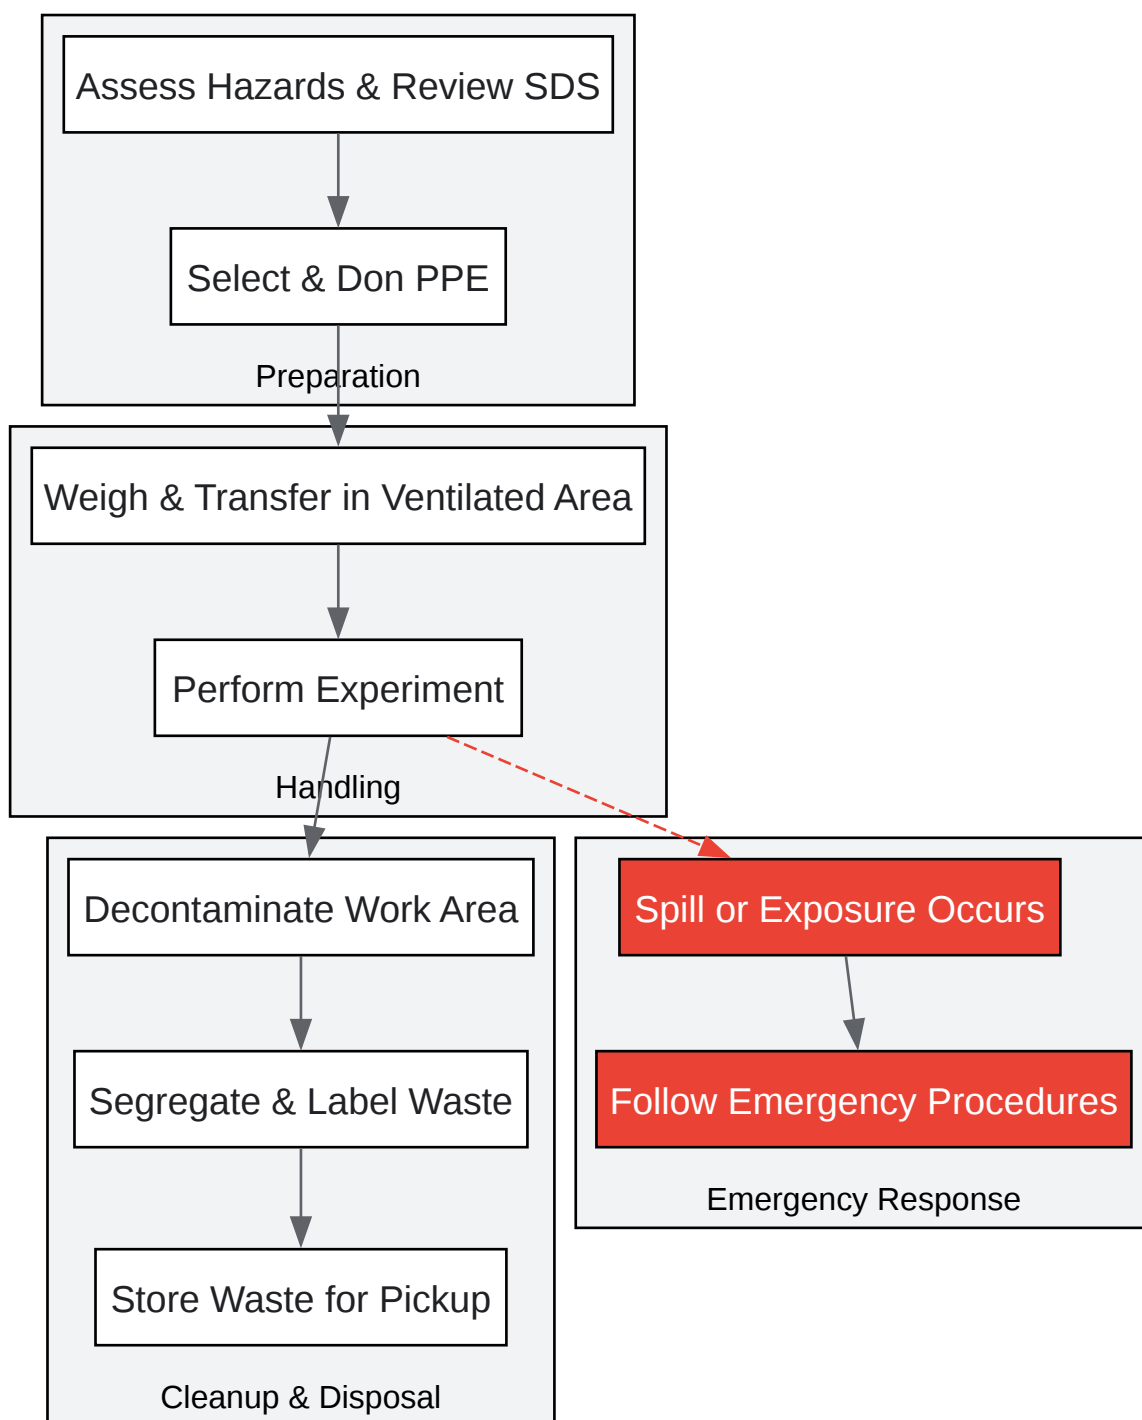 Assess Hazards & Review SDS
Select & Don PPE
Preparation
Weigh & Transfer in Ventilated Area
Perform Experiment
Handling
Decontaminate Work Area
Segregate & Label Waste
Store Waste for Pickup
Cleanup & Disposal
Spill or Exposure Occurs
Follow Emergency Procedures
Emergency Response